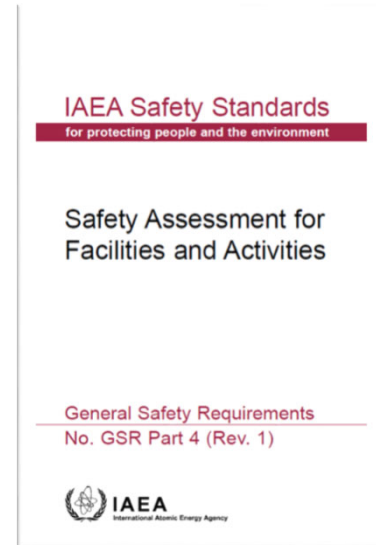 IAEA Safety Standards
for protecting people and the environment
Safety Assessment for
Facilities and Activities
General Safety Requirements
No. GSR Part 4 (Rev. 1)
IAEA
International Atomic Energy Agency